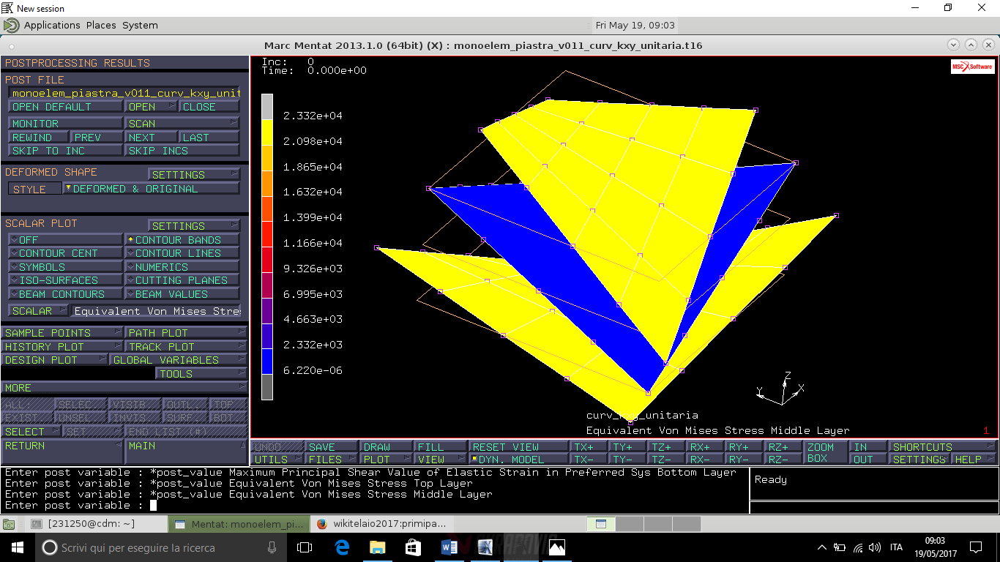 New session
Applications Places System
Fri May 19, 09:03
Marc Mentat 2013.1.0 (64bit) (X) : monoelem_piastra_v011_curv_kxy_unitaria.t16
POSTPROCESSING RESULTS
POST FILE
monoelem_piastra_v011_curv_kxy_unit
OPEN DEFAULT OPEN CLOSE
MONITOR SCAN
REWIND PREV NEXT LAST
SKIP TO INC SKIP INCS
DEFORMED SHAPE SETTINGS
STYLE DEFORMED & ORIGINAL
SCALAR PLOT SETTINGS
OFF CONTOUR BANDS
CONTOUR CENT CONTOUR LINES
SYMBOLS NUMERICS
ISO-SURFACES CUTTING PLANES
BEAM CONTOURS BEAM VALUES
SCALAR Equivalent Von Mises Stres
SAMPLE POINTS PATH PLOT
HISTORY PLOT TRACK PLOT
DESIGN PLOT GLOBAL VARIABLES
TOOLS
MORE
ALL: SELEC. VISIB. OUTL. TOP
EXIST. UNSEL. INVIS. SURF. BOT.
SELECT SET END LIST (#)
RETURN MAIN
Inc: 0
Time: 0.000e+00
MSC Software
2.332e+04
2.098e+04
1.865e+04
1.632e+04
1.399e+04
1.166e+04
9.326e+03
6.995e+03
4.663e+03
2.332e+03
6.220e-06
Z
Y X
curv_kxy_unitaria
Equivalent Von Mises Stress Middle Layer
1
UNDO SAVE DRAW FILL RESET VIEW TX+ TY+ TZ+ RX+ RY+ RZ+ ZOOM BOX IN SHORTCUTS
UTILS FILES PLOT VIEW DYN. MODEL TX- TY- TZ- RX- RY- RZ- OUT SETTINGS HELP
Enter post variable : *post_value Maximum Principal Shear Value of Elastic Strain in Preferred Sys Bottom Layer
Enter post variable : *post_value Equivalent Von Mises Stress Top Layer
Enter post variable : *post_value Equivalent Von Mises Stress Middle Layer
Enter post variable :
Ready
[231250@cdm: ~]
Mentat: monoelem_pi...
wikitelaio2017:primipa...
Scrivi qui per eseguire la ricerca
ITA
09:03
19/05/2017